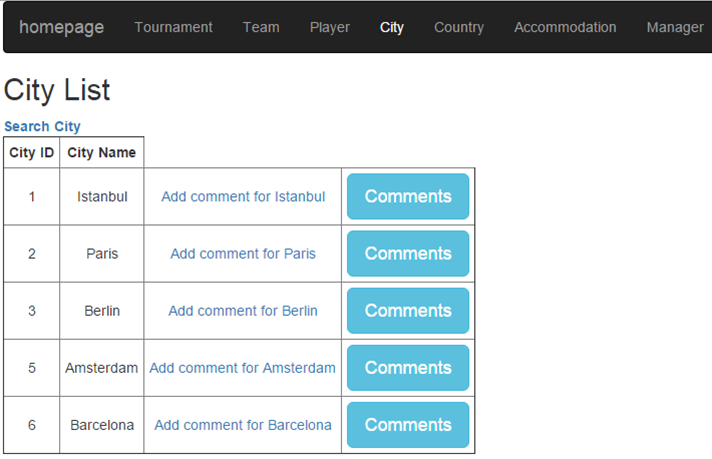 homepage Tournament Team Player City Country Accommodation Manager
City List
Search City
City ID City Name
1 Istanbul Add comment for Istanbul Comments
2 Paris Add comment for Paris Comments
3 Berlin Add comment for Berlin Comments
5 Amsterdam Add comment for Amsterdam Comments
6 Barcelona Add comment for Barcelona Comments